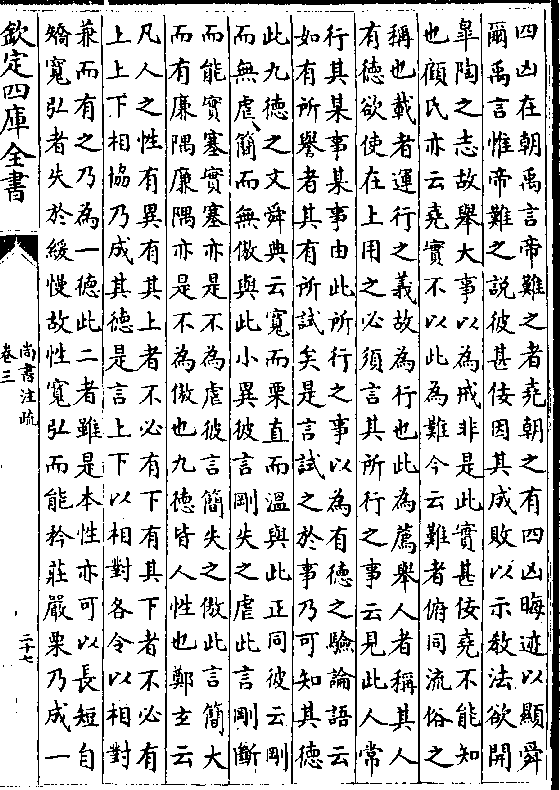 四凶在朝禹言帝難之者堯朝之有四凶晦迹以顯舜
爾禹言惟帝難之説彼甚佞因其成敗以示教法欲開
臯陶之志故舉大事以為戒非是此實甚佞堯不能知
也顧氏亦云堯實不以此為難今云難者俯同流俗之
稱也載者運行之義故為行也此為薦舉人者稱其人
有德欲使在上用之必須言其所行之事云見此人常
行其某事某事由此所行之事以為有德之驗論語云
如有所譽者其有所試矣是言試之於事乃可知其德
此九德之文舜典云寛而栗直而温與此正同彼云剛
而無虐簡而無傲與此小異彼言剛失之虐此言剛斷
而能實塞實塞亦是不為虐彼言簡失之傲此言簡大
而有廉隅廉隅亦是不為傲也九德皆人性也鄭玄云
凡人之性有異有其上者不必有下有其下者不必有
上上下相協乃成其德是言上下以相對各令以相對
兼而有之乃為一德此二者雖是本性亦可以長短自
矯寛弘者失於緩慢故性寛弘而能矜莊嚴栗乃成一
欽定四庫全書
尚書注疏
卷三
二十七